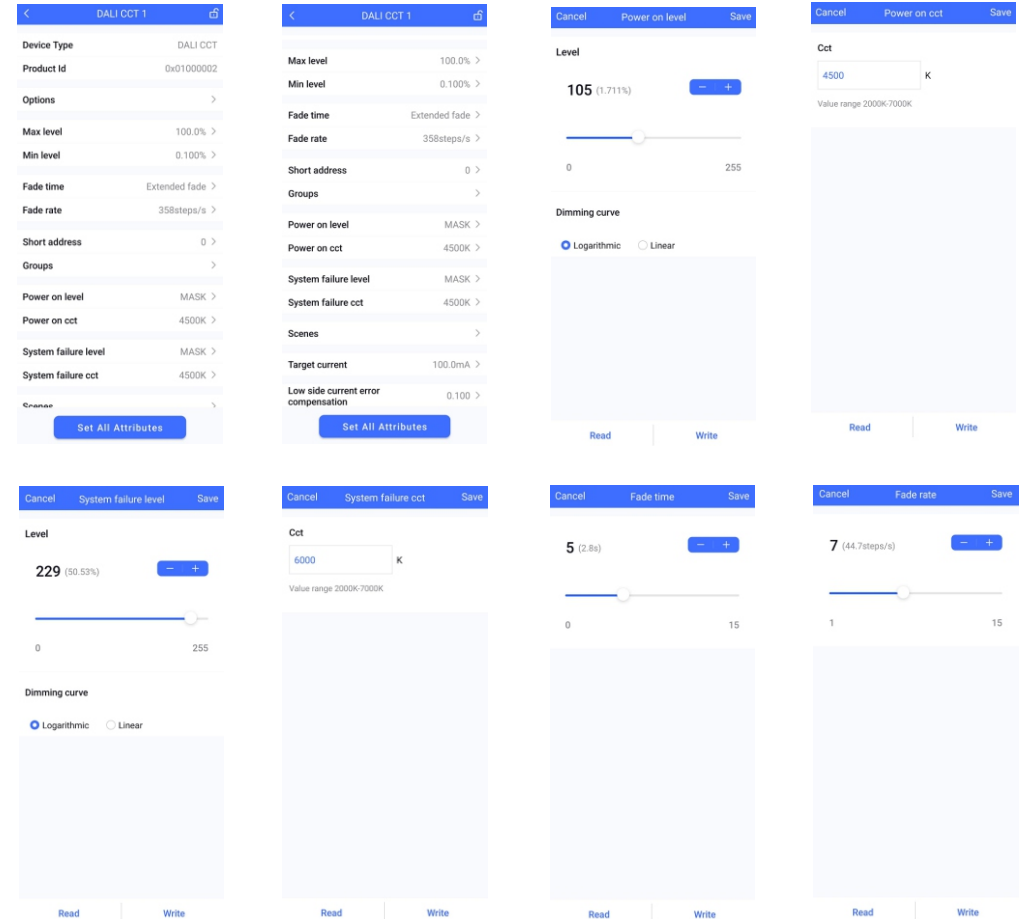 DALI CCT 1
Device Type DALI CCT
Product Id 0x01000002
Options
Max level 100.0%
Min level 0.100%
Fade time Extended fade
Fade rate 358steps/s
Short address 0
Groups
Power on level MASK
Power on cct 4500K
System failure level MASK
System failure cct 4500K
Scenes
Set All Attributes
DALI CCT 1
Max level 100.0%
Min level 0.100%
Fade time Extended fade
Fade rate 358steps/s
Short address 0
Groups
Power on level MASK
Power on cct 4500K
System failure level MASK
System failure cct 4500K
Scenes
Target current 100.0mA
Low side current error
compensation 0.100
Set All Attributes
Cancel Power on level Save
Level
105 (1.711%) − +
0 255
Dimming curve
Logarithmic Linear
Read Write
Cancel Power on cct Save
Cct
4500 K
Value range 2000K-7000K
Read Write
Cancel System failure level Save
Level
229 (50.53%) − +
0 255
Dimming curve
Logarithmic Linear
Read Write
Cancel System failure cct Save
Cct
6000 K
Value range 2000K-7000K
Read Write
Cancel Fade time Save
5 (2.8s) − +
0 15
Read Write
Cancel Fade rate Save
7 (44.7steps/s) − +
1 15
Read Write